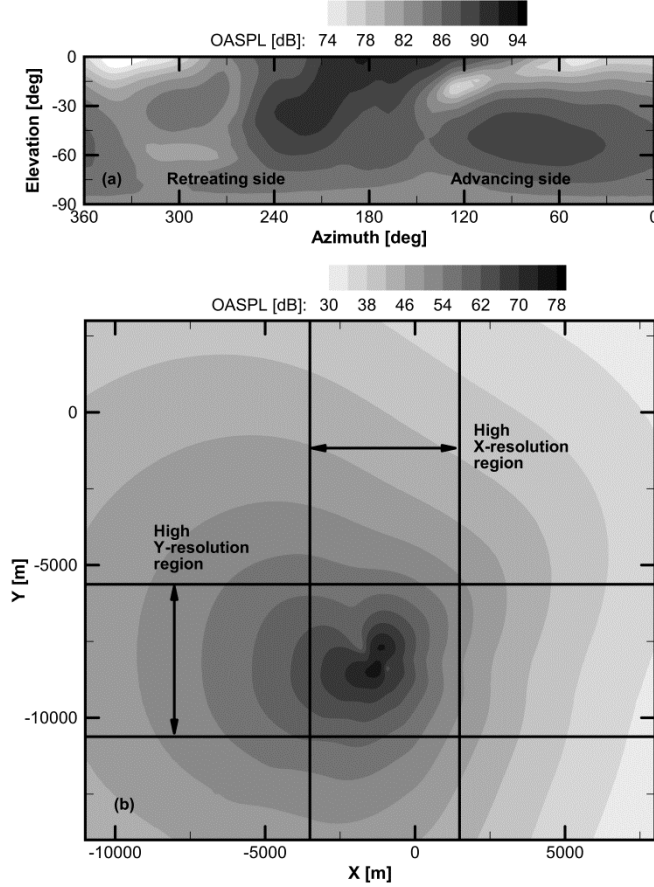 OASPL [dB]: 74 78 82 86 90 94
0
-30
-60
-90
Elevation [deg]
(a)
Retreating side
Advancing side
360 300 240 180 120 60 0
Azimuth [deg]
OASPL [dB]: 30 38 46 54 62 70 78
0
-5000
-10000
Y [m]
High
X-resolution
region
High
Y-resolution
region
(b)
-10000 -5000 0 5000
X [m]